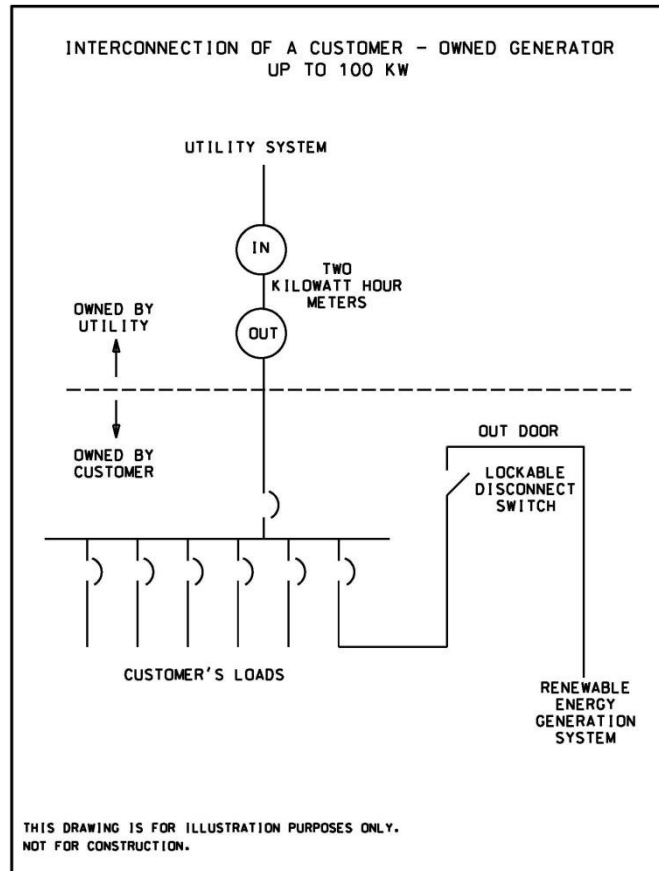 INTERCONNECTION OF A CUSTOMER - OWNED GENERATOR
UP TO 100 KW
UTILITY SYSTEM
IN
TWO
KILOWATT HOUR
METERS
OWNED BY
UTILITY
OUT
OWNED BY
CUSTOMER
OUT DOOR
LOCKABLE
DISCONNECT
SWITCH
CUSTOMER'S LOADS
RENEWABLE
ENERGY
GENERATION
SYSTEM
THIS DRAWING IS FOR ILLUSTRATION PURPOSES ONLY.
NOT FOR CONSTRUCTION.